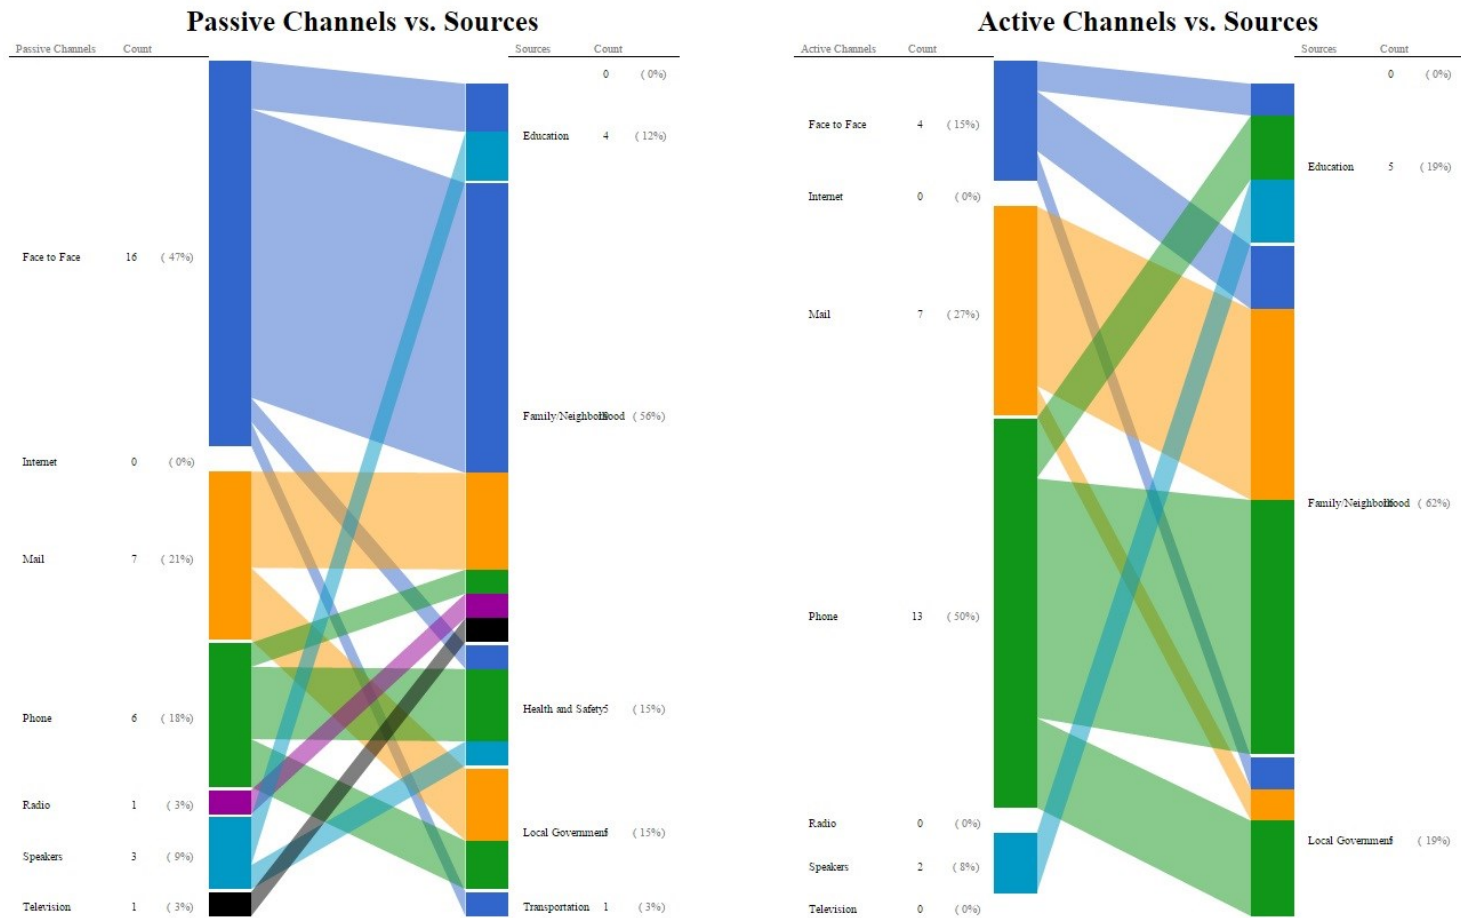 Passive Channels vs. Sources
Passive Channels Count
Sources Count
0 ( 0%)
Education 4 ( 12%)
Face to Face 16 ( 47%)
Family/Neighborhood ( 56%)
Internet 0 ( 0%)
Mail 7 ( 21%)
Health and Safety 5 ( 15%)
Phone 6 ( 18%)
Radio 1 ( 3%)
Local Government ( 15%)
Speakers 3 ( 9%)
Television 1 ( 3%)
Transportation 1 ( 3%)
Active Channels vs. Sources
Active Channels Count
Sources Count
0 ( 0%)
Face to Face 4 ( 15%)
Education 5 ( 19%)
Internet 0 ( 0%)
Mail 7 ( 27%)
Family/Neighborhood ( 62%)
Phone 13 ( 50%)
Radio 0 ( 0%)
Local Government ( 19%)
Speakers 2 ( 8%)
Television 0 ( 0%)